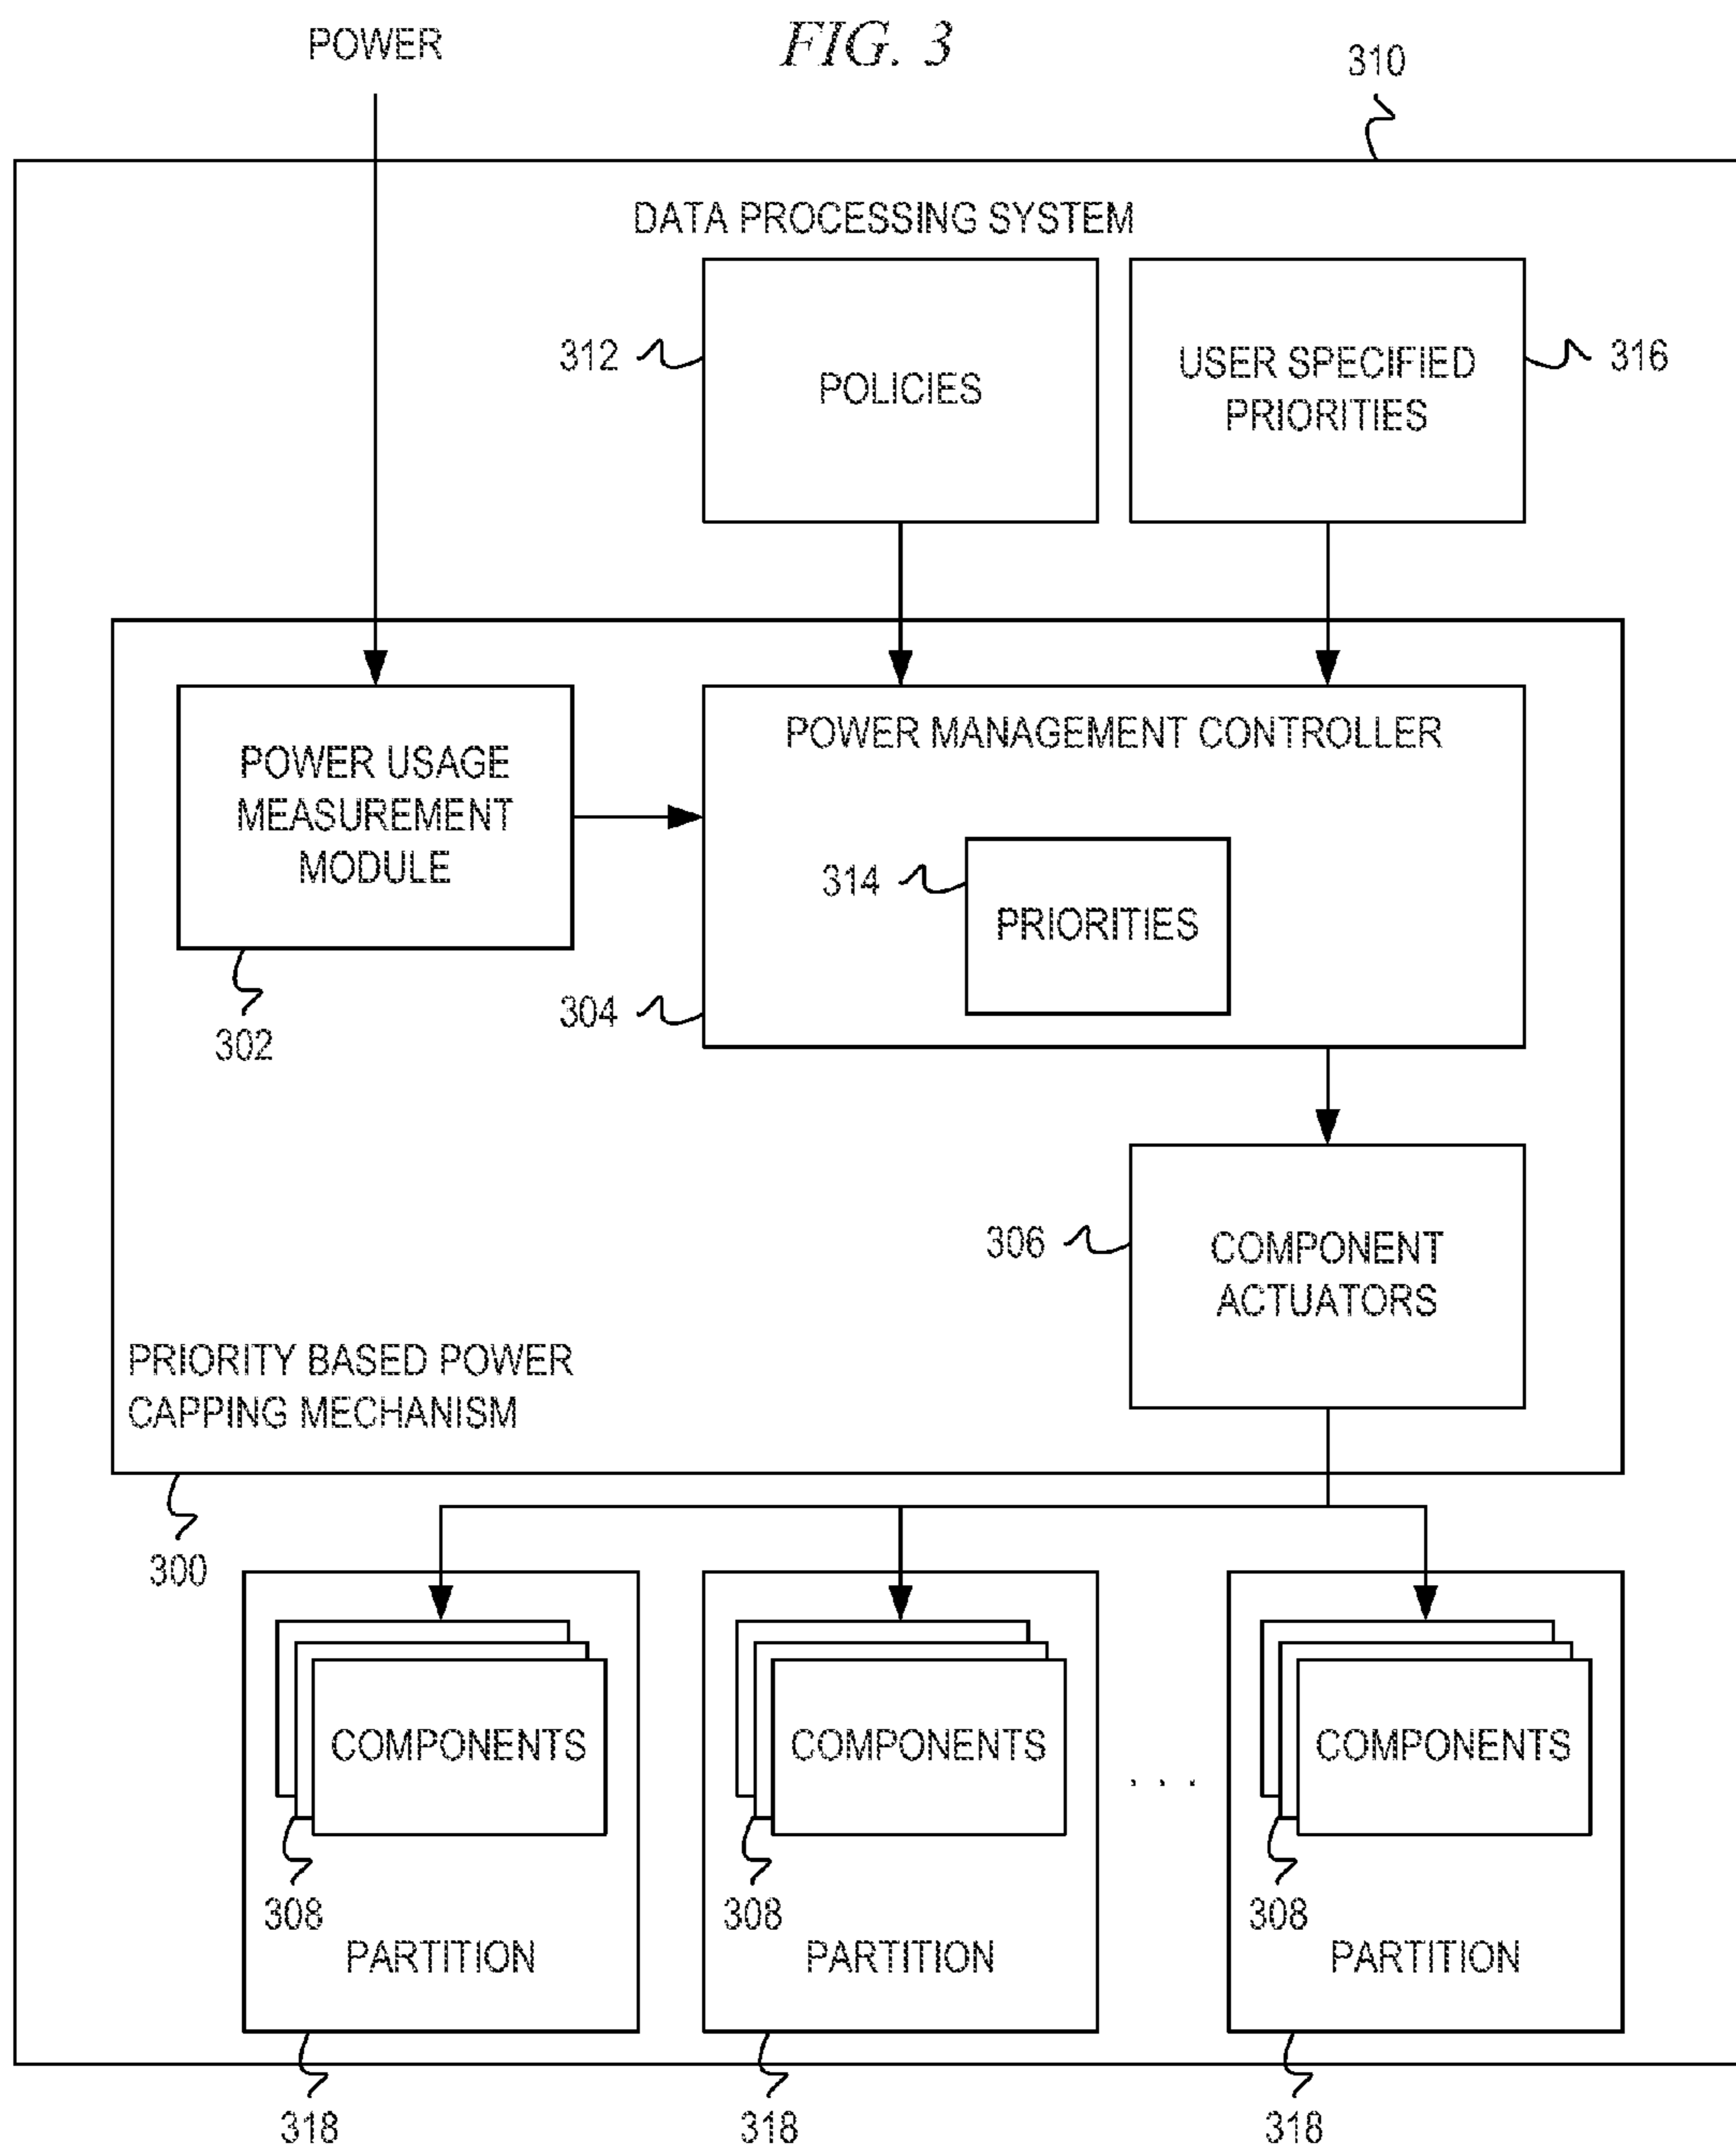 POWER
FIG. 3
310
DATA PROCESSING SYSTEM
312
POLICIES
USER SPECIFIED
PRIORITIES
316
POWER USAGE
MEASUREMENT
MODULE
302
POWER MANAGEMENT CONTROLLER
314
PRIORITIES
304
306
COMPONENT
ACTUATORS
PRIORITY BASED POWER
CAPPING MECHANISM
300
COMPONENTS
308
PARTITION
318
COMPONENTS
308
PARTITION
318
. . .
COMPONENTS
308
PARTITION
318